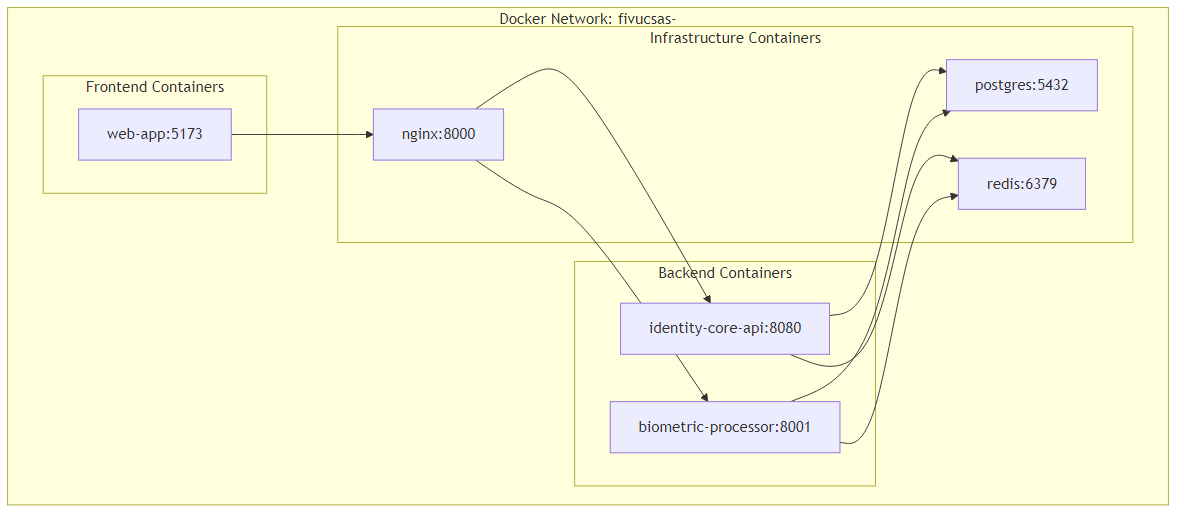 Docker Network: fivucsas-
Infrastructure Containers
Frontend Containers
web-app:5173
nginx:8000
postgres:5432
redis:6379
Backend Containers
identity-core-api:8080
biometric-processor:8001